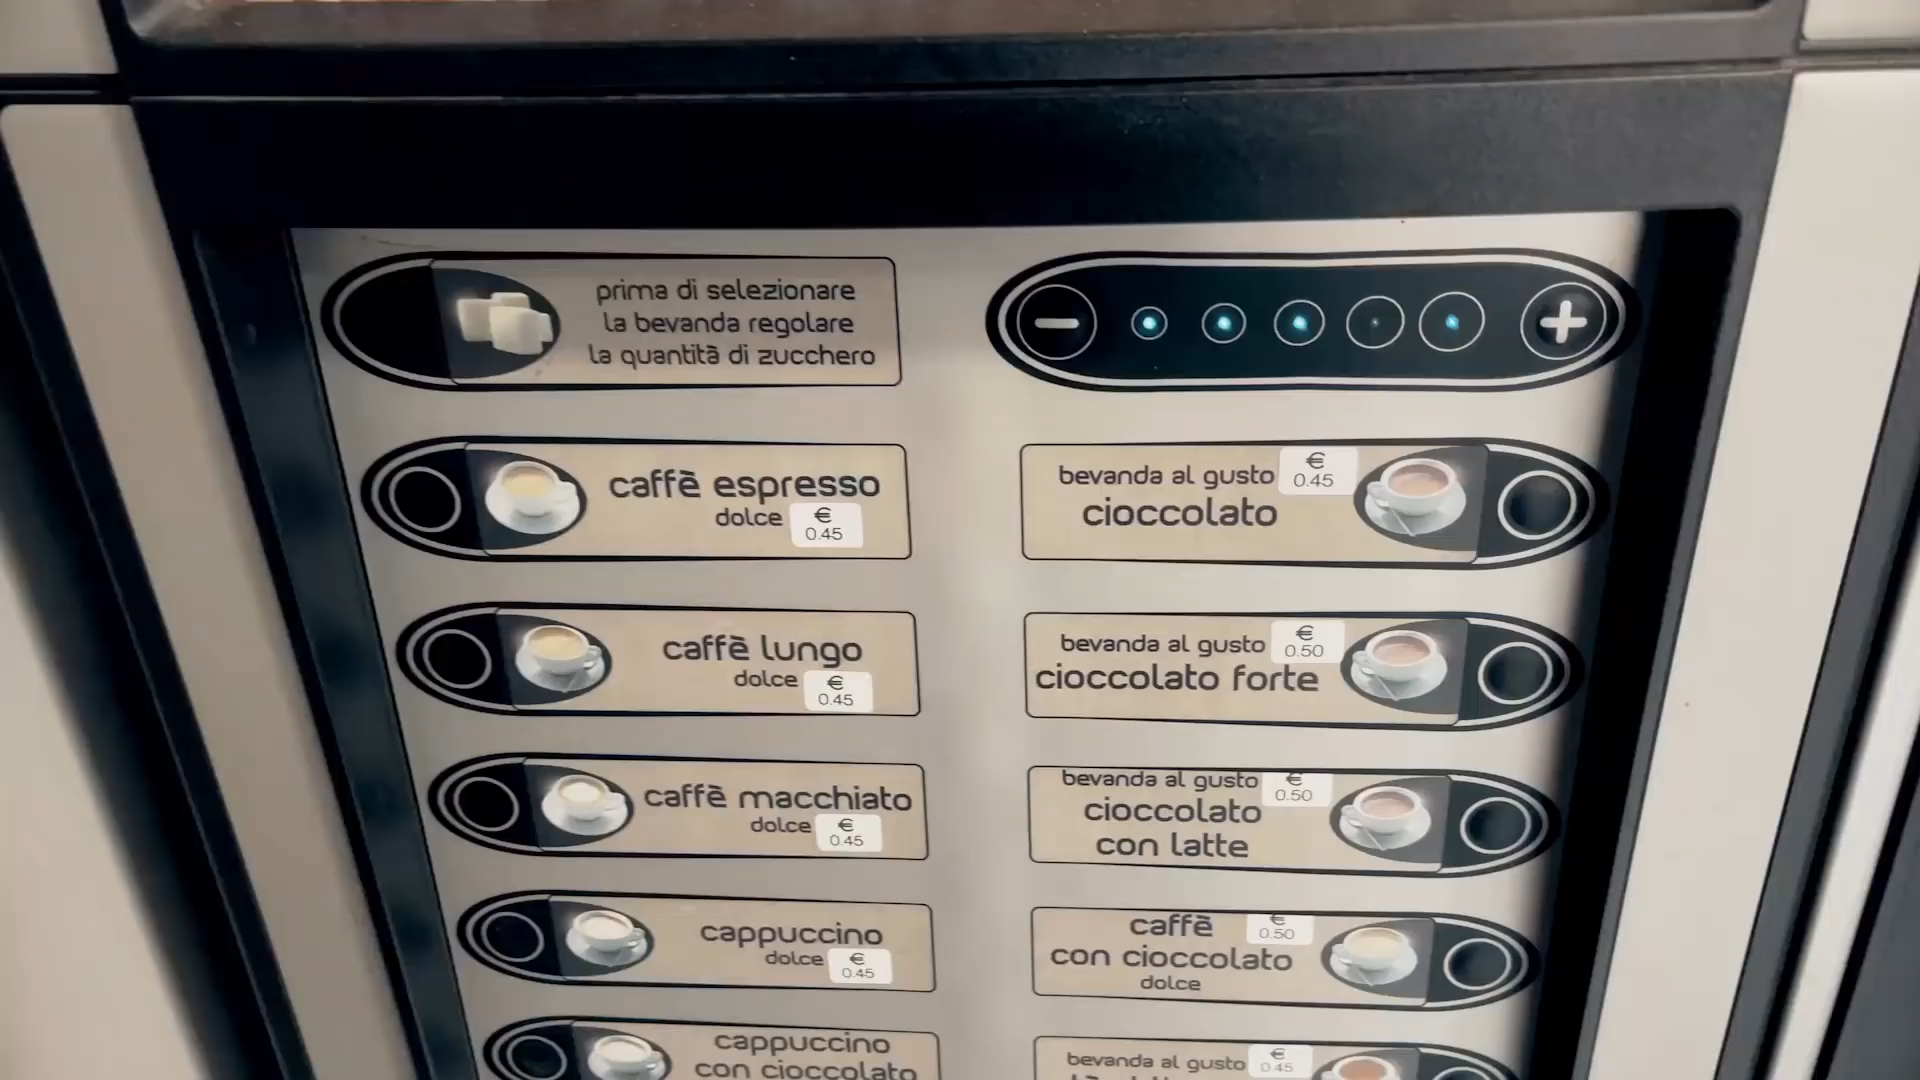 prima di selezionare
la bevanda regolare
la quantità di zucchero
caffè espresso
dolce
€
0.45
caffè lungo
dolce
€
0.45
caffè macchiato
dolce
€
0.45
cappuccino
dolce
€
0.45
cappuccino
con cioccolato
bevanda al gusto
€
0.45
cioccolato
bevanda al gusto
€
0.50
cioccolato forte
bevanda al gusto
€
0.50
cioccolato
con latte
caffè
€
0.50
con cioccolato
dolce
bevanda al gusto
€
0.45